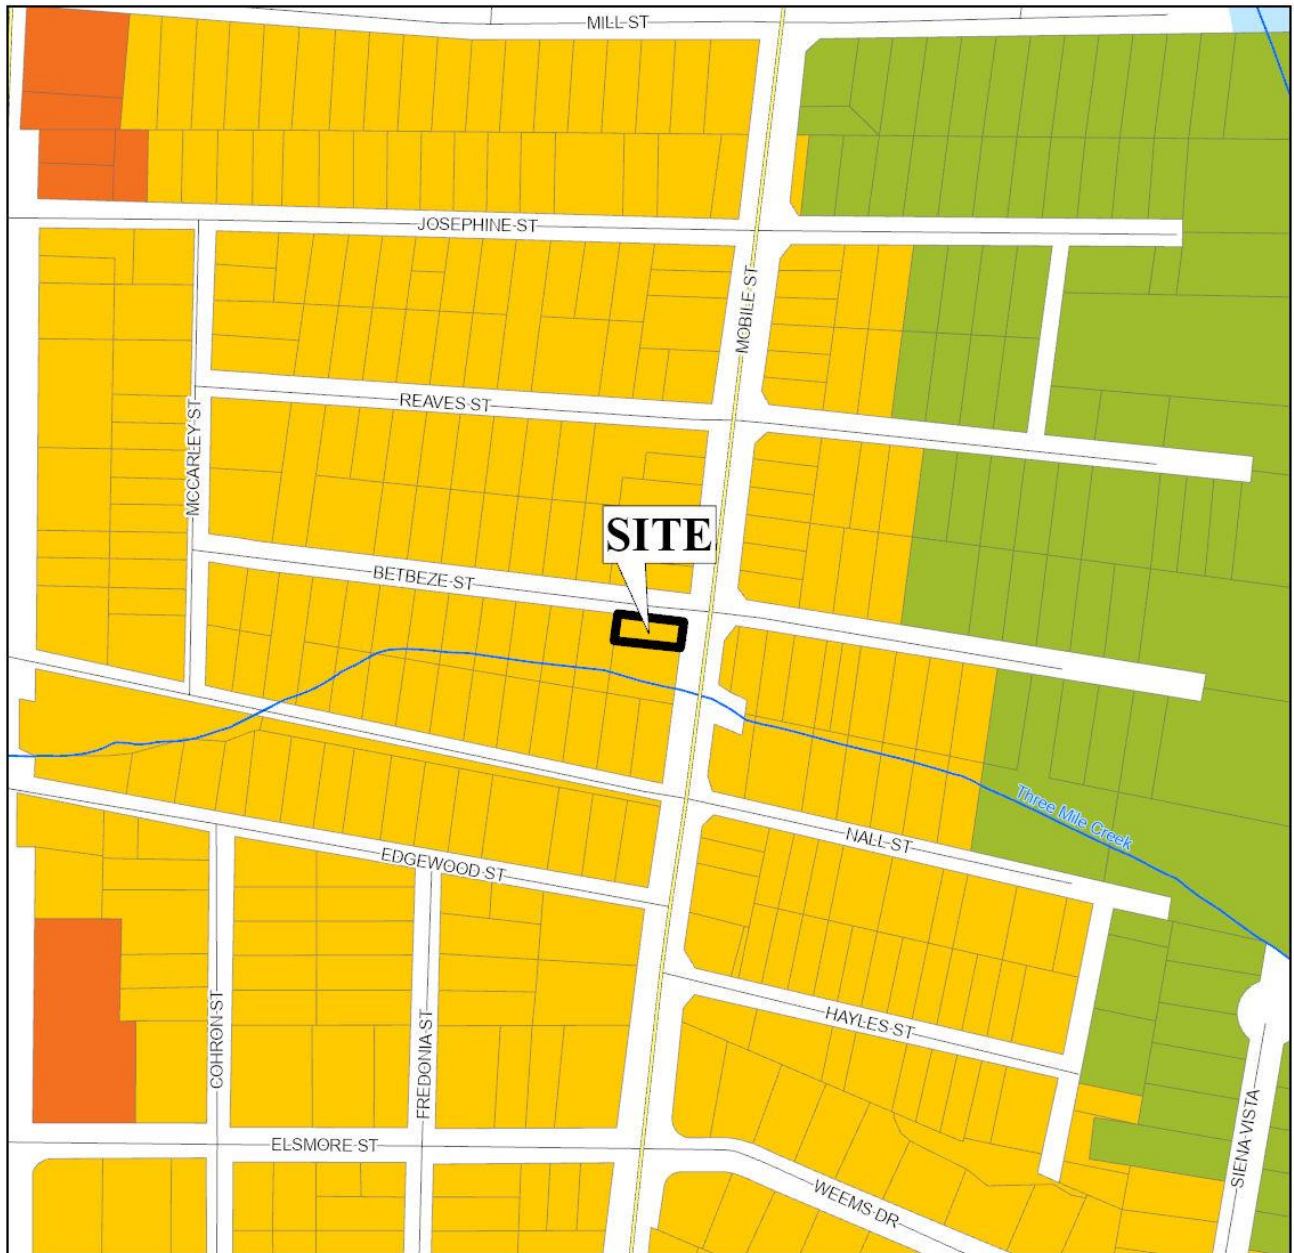 MILL ST
JOSEPHINE ST
MOBILE ST
REAVES ST
MCCARLEY ST
SITE
BETBEZE ST
Three Mile Creek
NALL ST
EDGEWOOD ST
COHRON ST
FREDONIA ST
HAYLES ST
SIENA VISTA
ELSMORE ST
WEEMS DR